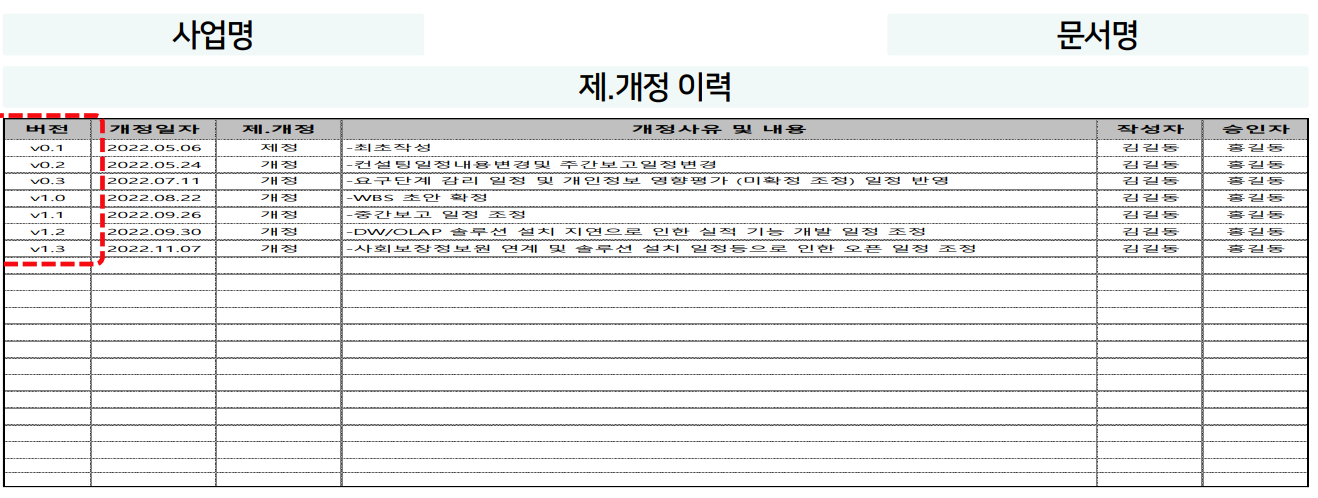 사업명 문서명
제.개정 이력
버전 개정일자 제.개정 개정사유 및 내용 작성자 승인자
v0.1 2022.05.06 제정 -최초작성 김길동 홍길동
v0.2 2022.05.24 개정 -컨설팅일정내용변경및 주간보고일정변경 김길동 홍길동
v0.3 2022.07.11 개정 -요구단계 감리 일정 및 개인정보 영향평가 (미확정 조정) 일정 반영 김길동 홍길동
v1.0 2022.08.22 개정 -WBS 초안 확정 김길동 홍길동
v1.1 2022.09.26 개정 -중간보고 일정 조정 김길동 홍길동
v1.2 2022.09.30 개정 -DW/OLAP 솔루션 설치 지연으로 인한 실적 기능 개발 일정 조정 김길동 홍길동
v1.3 2022.11.07 개정 -사회보장정보원 연계 및 솔루션 설치 일정등으로 인한 오픈 일정 조정 김길동 홍길동